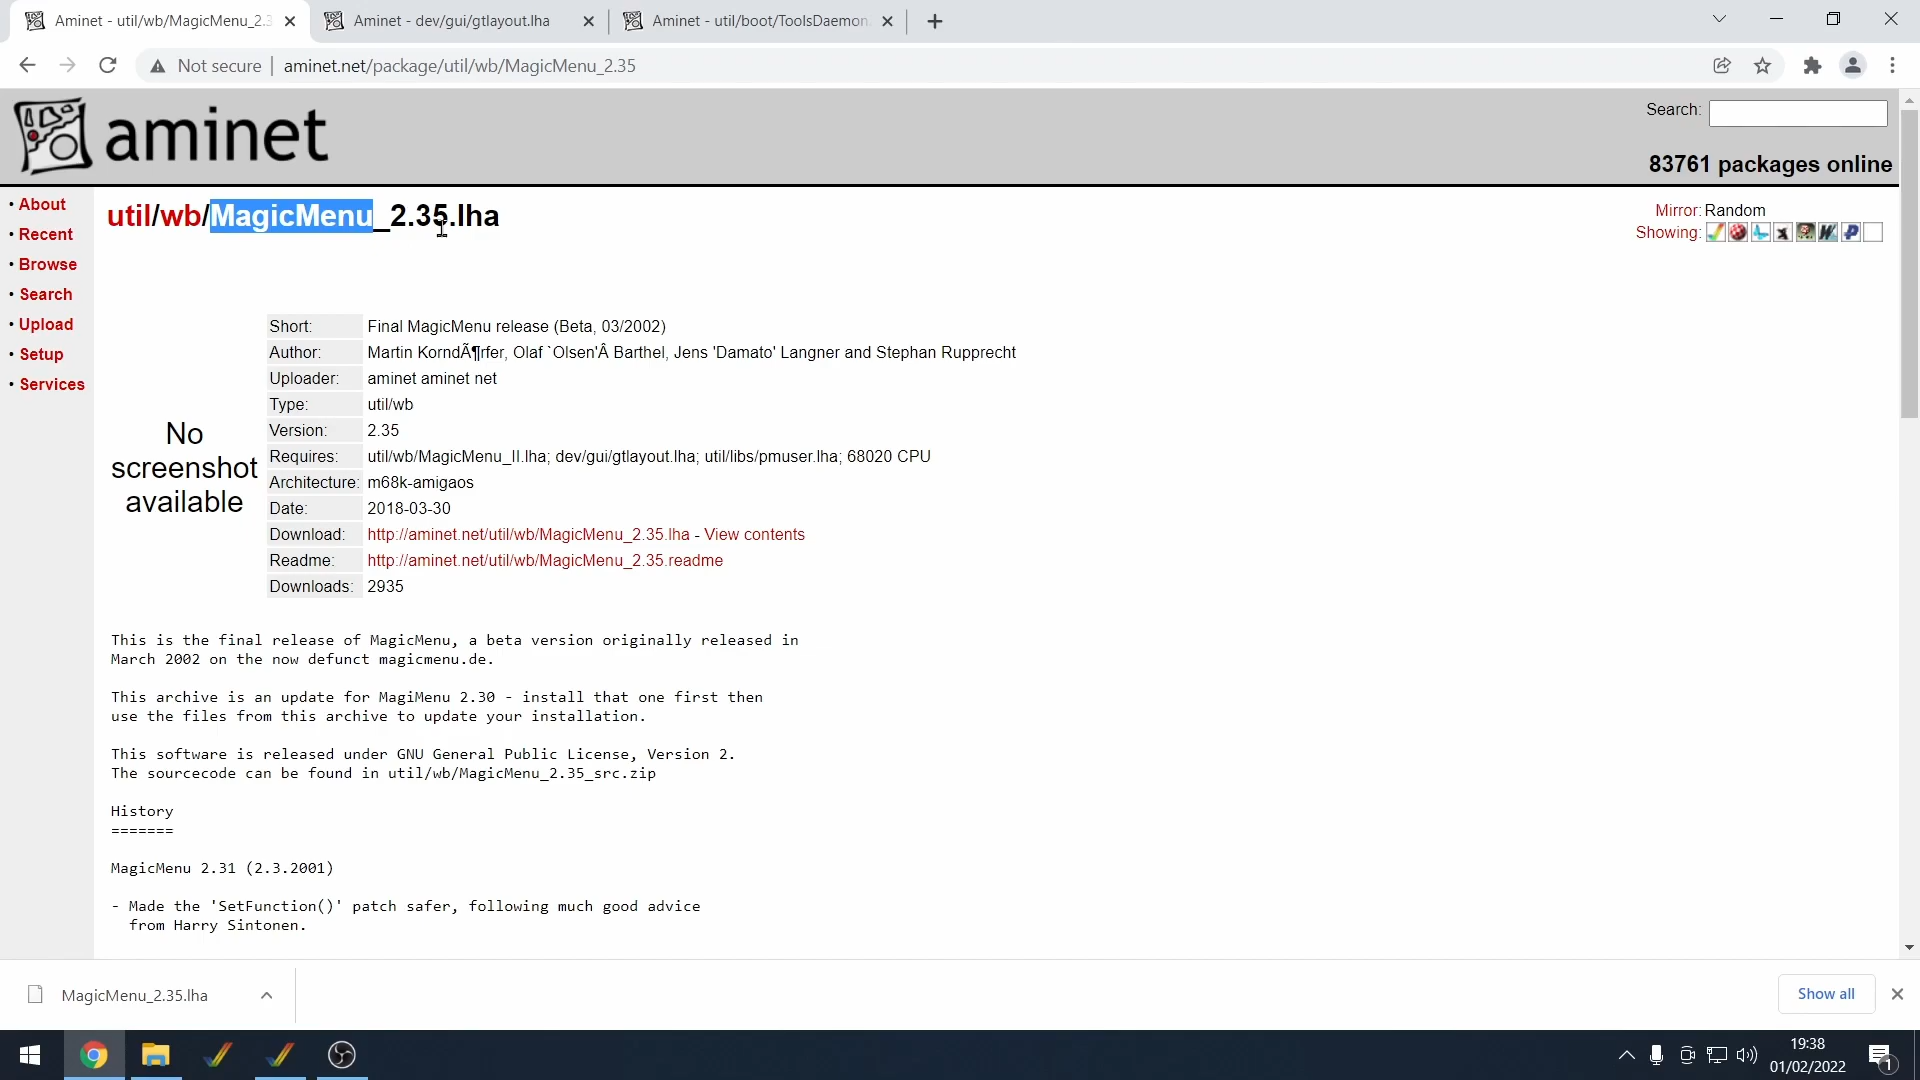 Aminet - util/wb/MagicMenu_2.3
Aminet - dev/gui/gtlayout.lha
Aminet - util/boot/ToolsDaemon
Not secure
aminet.net/package/util/wb/MagicMenu_2.35
aminet
Search:
83761 packages online
• About
• Recent
• Browse
• Search
• Upload
• Setup
• Services
util/wb/MagicMenu_2.35.lha
Mirror: Random
Showing:
No
screenshot
available
Short: Final MagicMenu release (Beta, 03/2002)
Author: Martin KorndÃ¶rfer, Olaf `Olsen'Â Barthel, Jens 'Damato' Langner and Stephan Rupprecht
Uploader: aminet aminet net
Type: util/wb
Version: 2.35
Requires: util/wb/MagicMenu_II.lha; dev/gui/gtlayout.lha; util/libs/pmuser.lha; 68020 CPU
Architecture: m68k-amigaos
Date: 2018-03-30
Download: http://aminet.net/util/wb/MagicMenu_2.35.lha - View contents
Readme: http://aminet.net/util/wb/MagicMenu_2.35.readme
Downloads: 2935
This is the final release of MagicMenu, a beta version originally released in
March 2002 on the now defunct magicmenu.de.
This archive is an update for MagiMenu 2.30 - install that one first then
use the files from this archive to update your installation.
This software is released under GNU General Public License, Version 2.
The sourcecode can be found in util/wb/MagicMenu_2.35_src.zip
History
=======
MagicMenu 2.31 (2.3.2001)
- Made the 'SetFunction()' patch safer, following much good advice
from Harry Sintonen.
MagicMenu_2.35.lha
Show all
19:38
01/02/2022
1